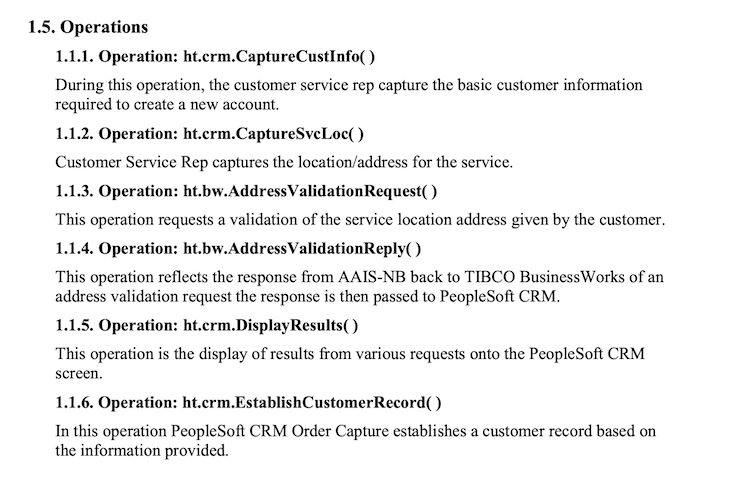 1.5. Operations
1.1.1. Operation: ht.crm.CaptureCustInfo( )
During this operation, the customer service rep capture the basic customer information
required to create a new account.
1.1.2. Operation: ht.crm.CaptureSvcLoc( )
Customer Service Rep captures the location/address for the service.
1.1.3. Operation: ht.bw.AddressValidationRequest( )
This operation requests a validation of the service location address given by the customer.
1.1.4. Operation: ht.bw.AddressValidationReply( )
This operation reflects the response from AAIS-NB back to TIBCO BusinessWorks of an
address validation request the response is then passed to PeopleSoft CRM.
1.1.5. Operation: ht.crm.DisplayResults( )
This operation is the display of results from various requests onto the PeopleSoft CRM
screen.
1.1.6. Operation: ht.crm.EstablishCustomerRecord( )
In this operation PeopleSoft CRM Order Capture establishes a customer record based on
the information provided.